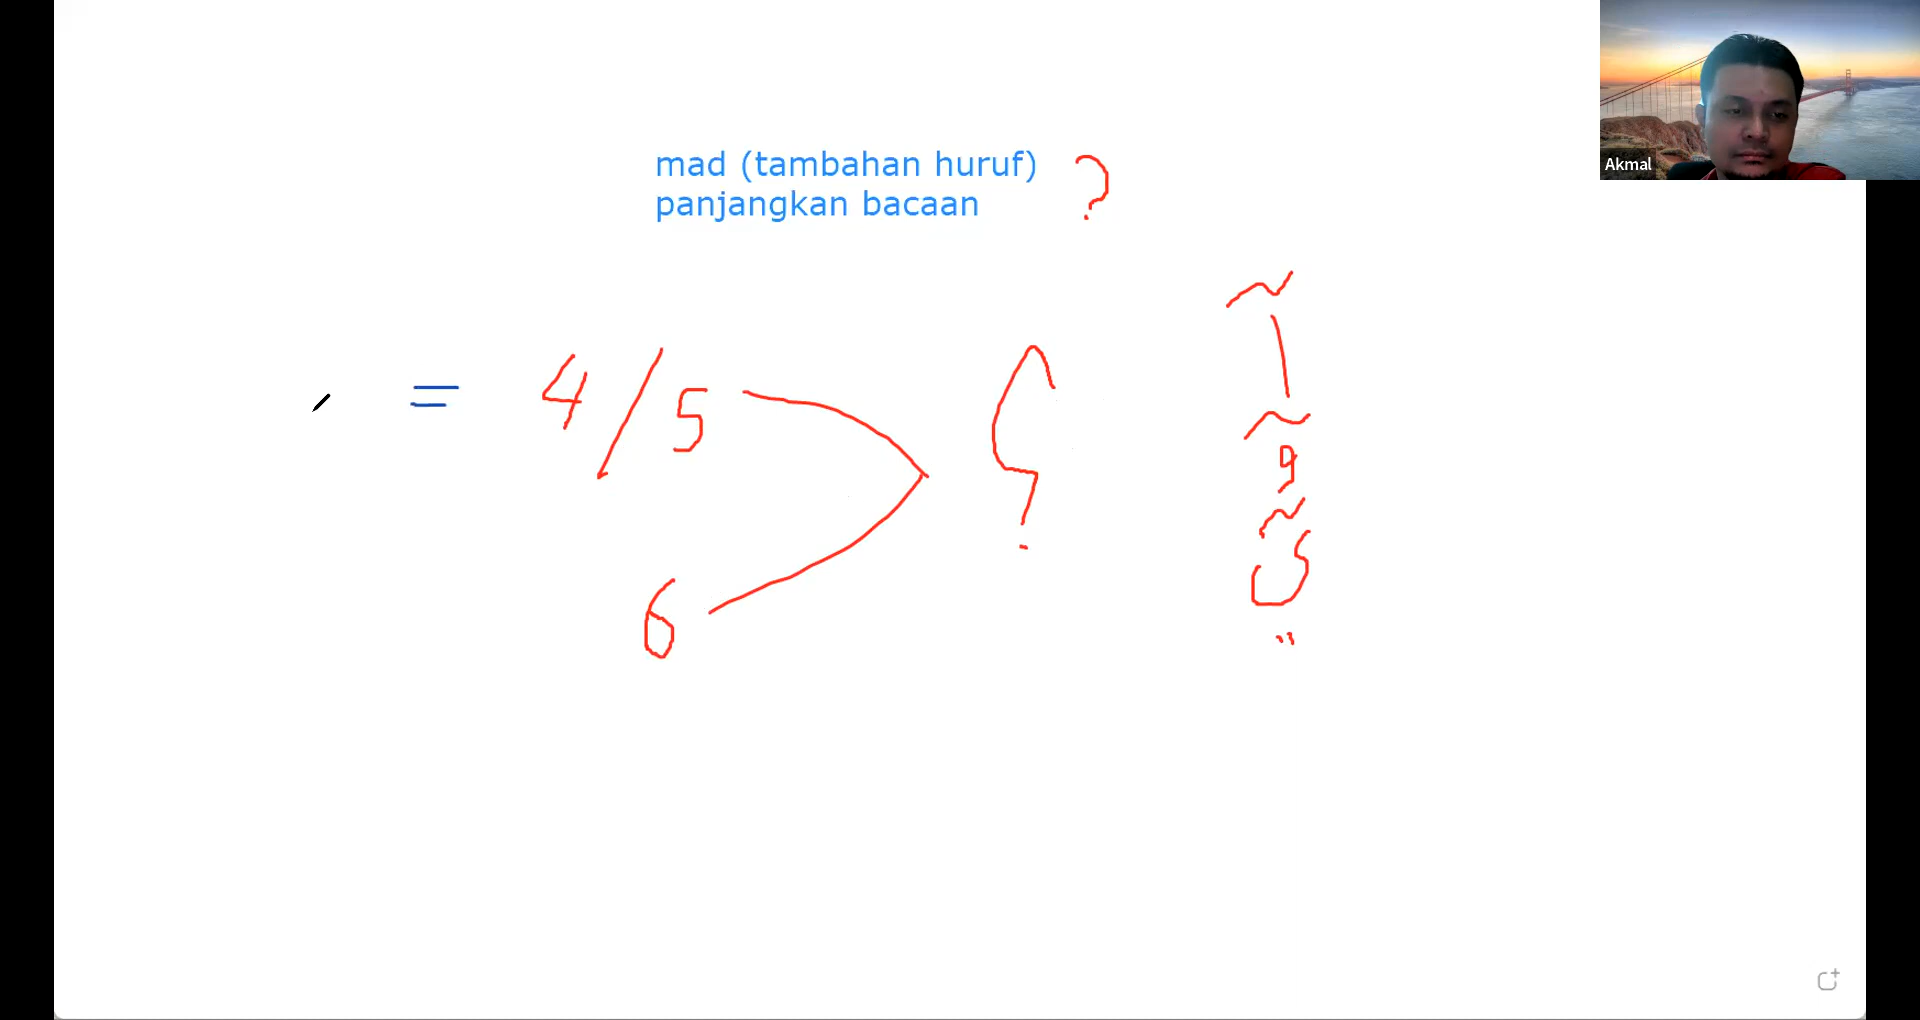 Akmal
mad (tambahan huruf) ?
panjangkan bacaan
= 4/5
6
?
~
ا
~
و
~
ي